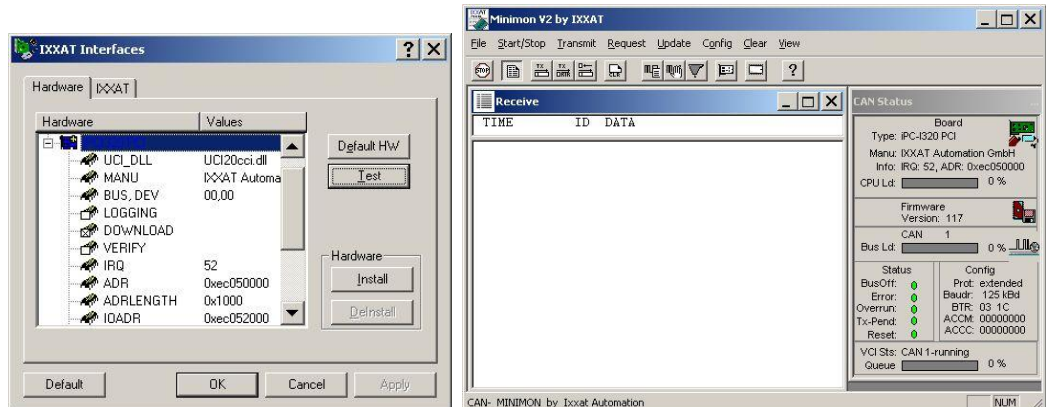 IXXAT Interfaces
Hardware IXXAT
Hardware Values
UCI_DLL UCI20cci.dll
MANU IXXAT Automa
BUS, DEV 00,00
LOGGING
DOWNLOAD
VERIFY
IRQ 52
ADR 0xec050000
ADRLENGTH 0x1000
IOADR 0xec052000
Default HW
Test
Hardware
Install
DeInstall
Default OK Cancel Apply
Minimon V2 by IXXAT
File Start/Stop Transmit Request Update Config Clear View
STOP
Receive
TIME ID DATA
CAN Status
Board
Type: iPC-I320 PCI
Manu: IXXAT Automation GmbH
Info: IRQ: 52, ADR: 0xec050000
CPU Ld: 0 %
Firmware
Version: 117
CAN 1
Bus Ld: 0 %
Status
BusOff:
Error:
Overrun:
Tx-Pend:
Reset:
Config
Prot: extended
Baudr: 125 kBd
BTR: 03 1C
ACCM: 00000000
ACCC: 00000000
VCI Sts: CAN 1-running
Queue 0 %
CAN- MINIMON by Ixxat Automation NUM